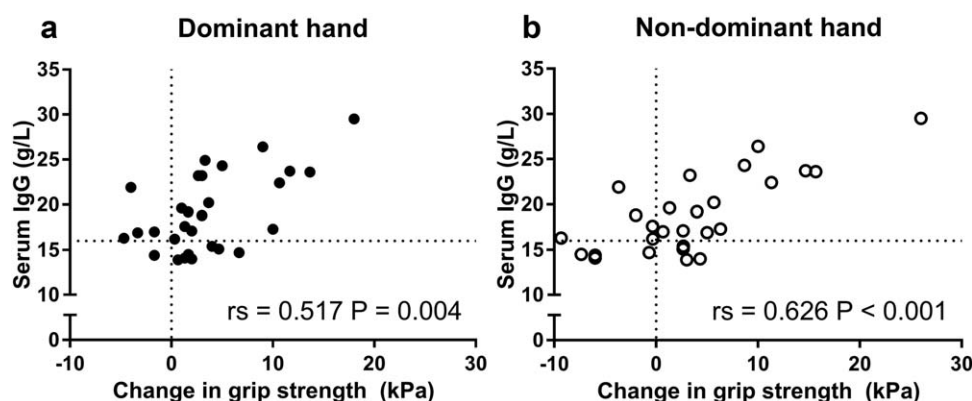 a Dominant hand
35
30
25
20
15
10
0
Serum IgG (g/L)
rs = 0.517 P = 0.004
-10 0 10 20 30
Change in grip strength (kPa)
b Non-dominant hand
35
30
25
20
15
10
0
Serum IgG (g/L)
rs = 0.626 P < 0.001
-10 0 10 20 30
Change in grip strength (kPa)